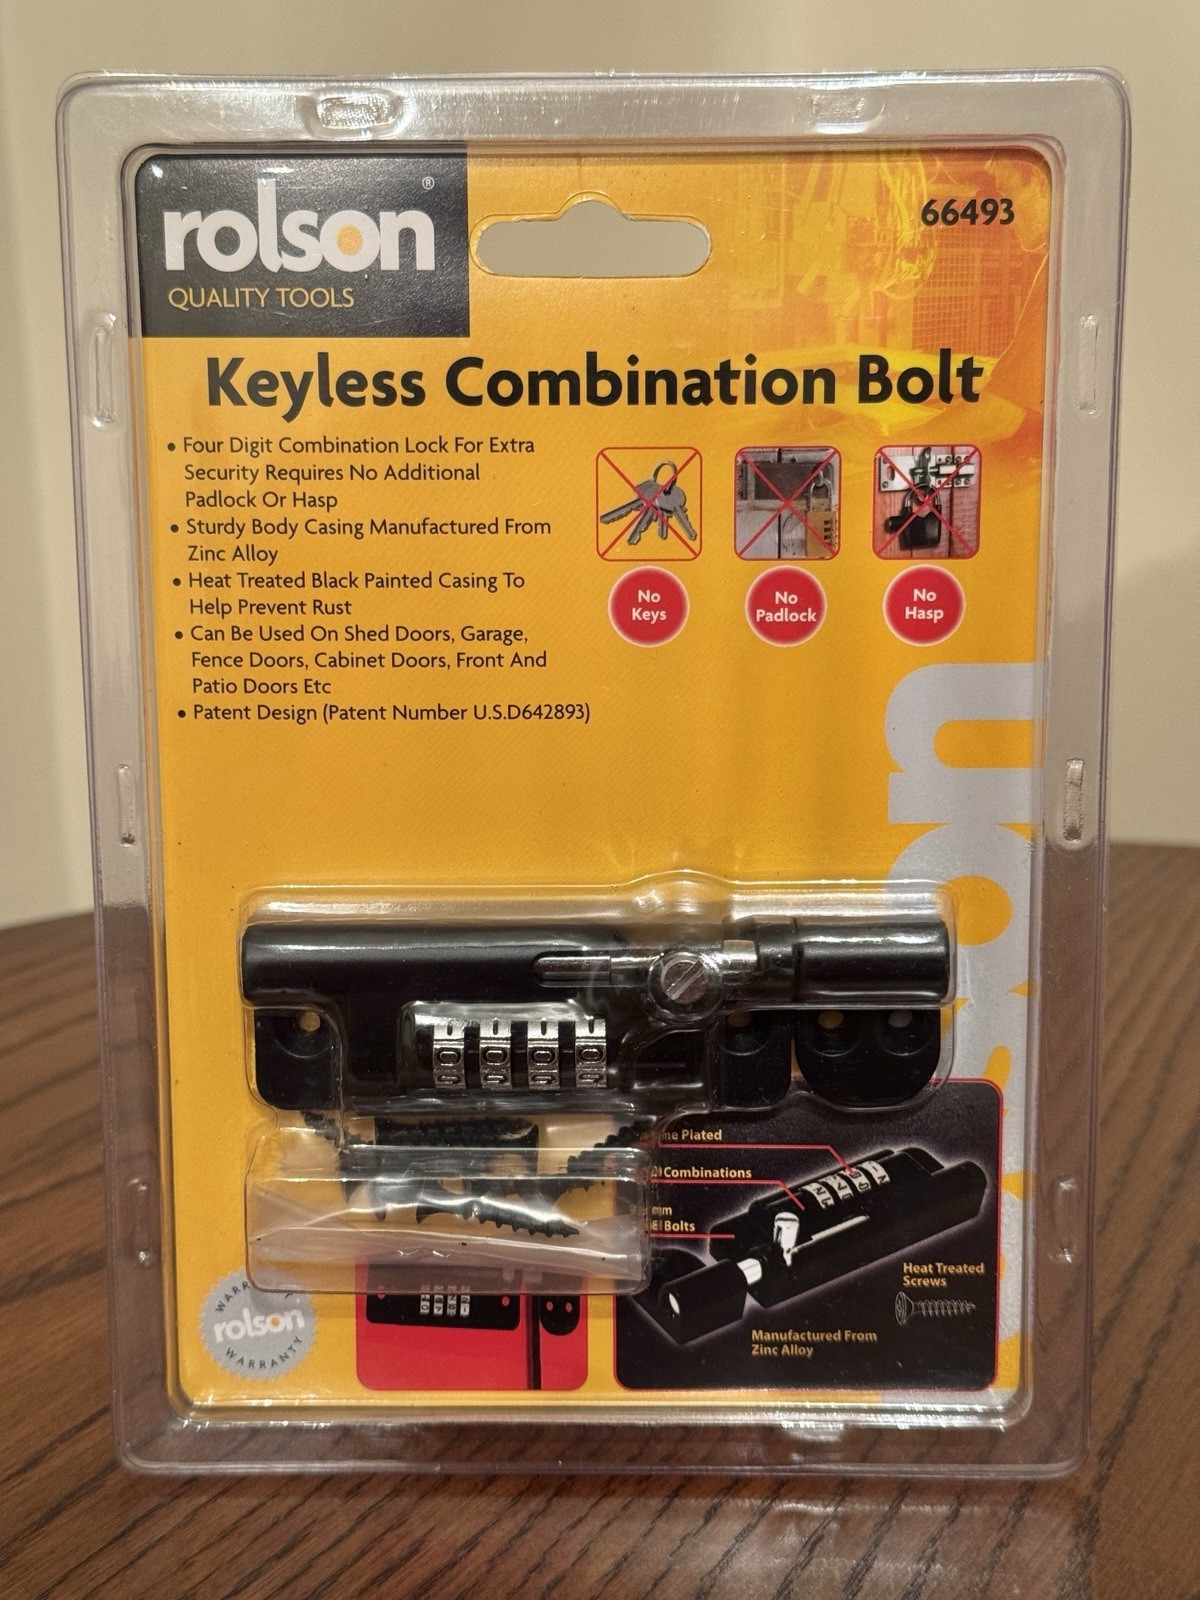 rolson®
QUALITY TOOLS
66493
Keyless Combination Bolt
• Four Digit Combination Lock For Extra
Security Requires No Additional
Padlock Or Hasp
• Sturdy Body Casing Manufactured From
Zinc Alloy
• Heat Treated Black Painted Casing To
Help Prevent Rust
• Can Be Used On Shed Doors, Garage,
Fence Doors, Cabinet Doors, Front And
Patio Doors Etc
• Patent Design (Patent Number U.S.D642893)
No
Keys
No
Padlock
No
Hasp
Plated
Combinations
mm
Bolts
Heat Treated
Screws
Manufactured From
Zinc Alloy
rolson
WARRANTY